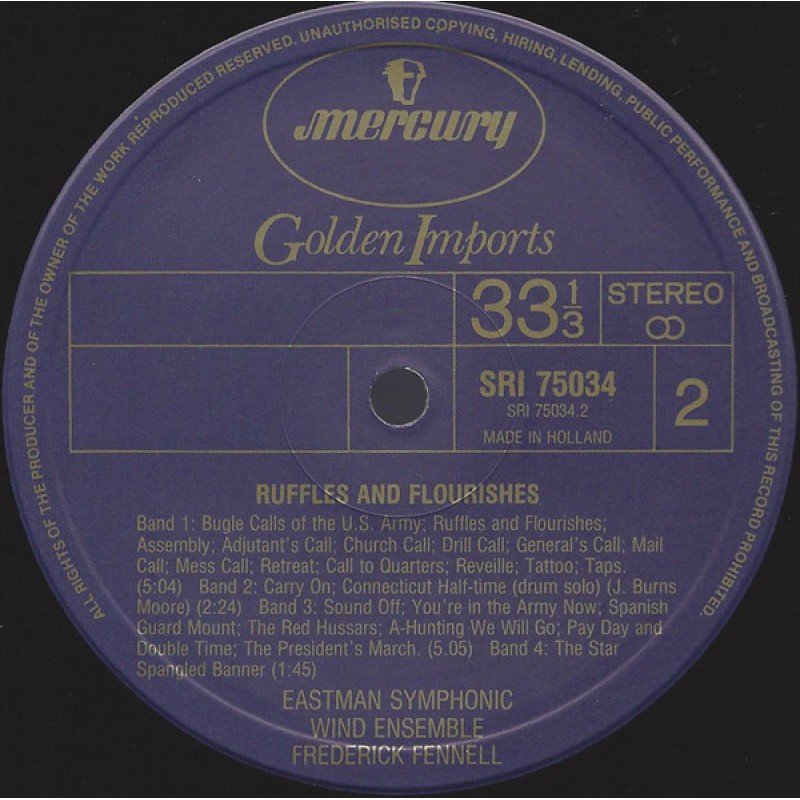 ALL RIGHTS OF THE PRODUCER AND OF THE OWNER OF THE WORK REPRODUCED RESERVED. UNAUTHORISED COPYING, HIRING, LENDING, PUBLIC PERFORMANCE AND BROADCASTING OF THIS RECORD PROHIBITED.
mercury
Golden Imports
33 1/3 STEREO
SRI 75034
SRI 75034.2
MADE IN HOLLAND
2
RUFFLES AND FLOURISHES
Band 1: Bugle Calls of the U.S. Army; Ruffles and Flourishes;
Assembly; Adjutant's Call; Church Call; Drill Call; General's Call; Mail
Call; Mess Call, Retreat; Call to Quarters; Reveille; Tattoo; Taps.
(5:04) Band 2: Carry On; Connecticut Half-time (drum solo) (J. Burns
Moore) (2:24) Band 3: Sound Off; You're in the Army Now; Spanish
Guard Mount; The Red Hussars; A-Hunting We Will Go; Pay Day and
Double Time; The President's March. (5.05) Band 4: The Star
Spangled Banner (1:45)
EASTMAN SYMPHONIC
WIND ENSEMBLE
FREDERICK FENNELL